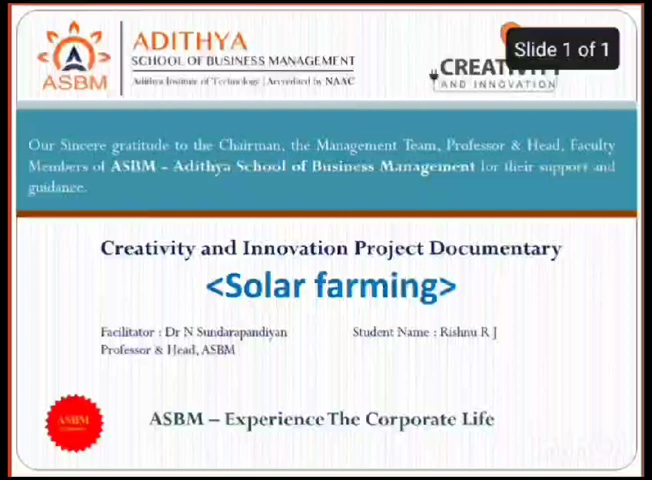 ADITHYA
SCHOOL OF BUSINESS MANAGEMENT
Adithya Institute of Technology | Accredited by NAAC
ASBM
Slide 1 of 1
CREATIVITY
AND INNOVATION
Our Sincere gratitude to the Chairman, the Management Team, Professor & Head, Faculty
Members of ASBM - Adithya School of Business Management for their support and
guidance.
Creativity and Innovation Project Documentary
<Solar farming>
Facilitator : Dr N Sundarapandiyan
Student Name : Rishnu R J
Professor & Head, ASBM
ASBM
ASBM – Experience The Corporate Life